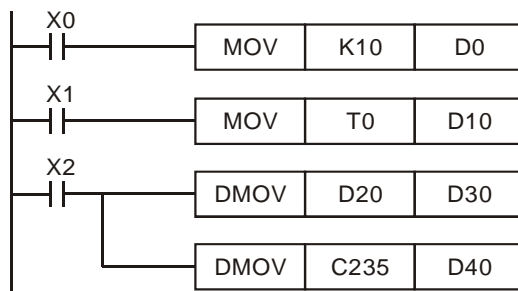 X0
MOV K10 D0
X1
MOV T0 D10
X2
DMOV D20 D30
DMOV C235 D40